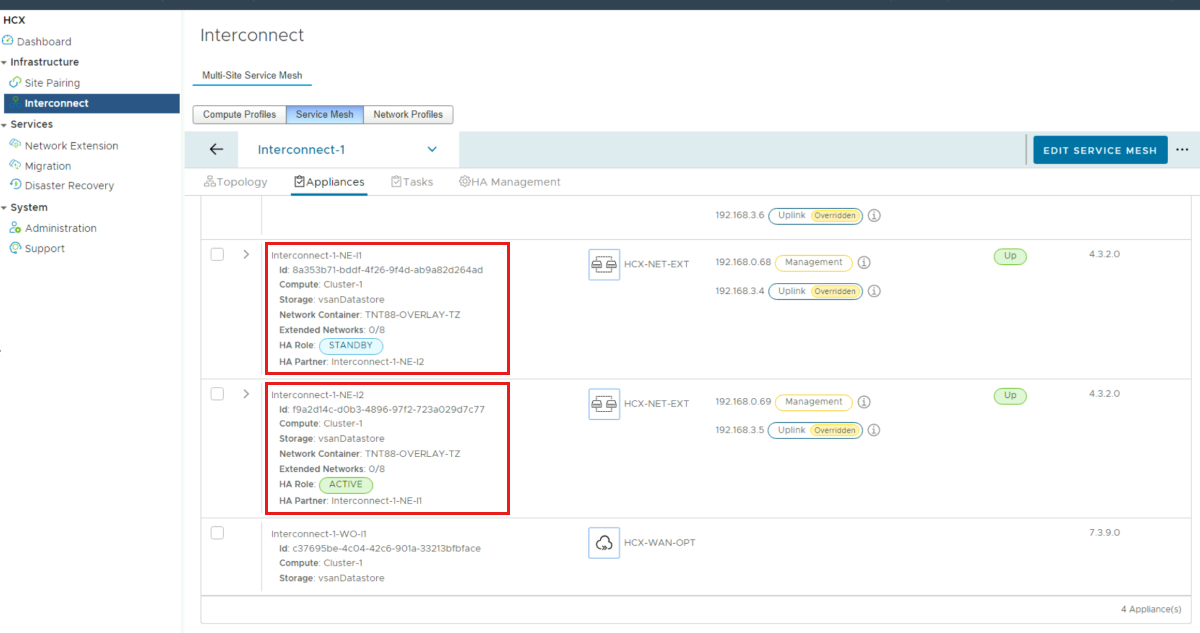 HCX
Dashboard
Infrastructure
Site Pairing
Interconnect
Services
Network Extension
Migration
Disaster Recovery
System
Administration
Support
Interconnect
Multi-Site Service Mesh
Compute Profiles Service Mesh Network Profiles
Interconnect-1
EDIT SERVICE MESH
Topology Appliances Tasks HA Management
192.168.3.6 Uplink Overridden
Interconnect-1-NE-I1
Id: 8a353b71-bddf-4f26-9f4d-ab9a82d264ad
Compute: Cluster-1
Storage: vsanDatastore
Network Container: TNT88-OVERLAY-TZ
Extended Networks: 0/8
HA Role: STANDBY
HA Partner: Interconnect-1-NE-I2
HCX-NET-EXT
192.168.0.68 Management
192.168.3.4 Uplink Overridden
Up
4.3.2.0
Interconnect-1-NE-I2
Id: f9a2d14c-d0b3-4896-97f2-723a029d7c77
Compute: Cluster-1
Storage: vsanDatastore
Network Container: TNT88-OVERLAY-TZ
Extended Networks: 0/8
HA Role: ACTIVE
HA Partner: Interconnect-1-NE-I1
HCX-NET-EXT
192.168.0.69 Management
192.168.3.5 Uplink Overridden
Up
4.3.2.0
Interconnect-1-WO-I1
Id: c37695be-4c04-42c6-901a-33213bfbface
Compute: Cluster-1
Storage: vsanDatastore
HCX-WAN-OPT
7.3.9.0
4 Appliance(s)